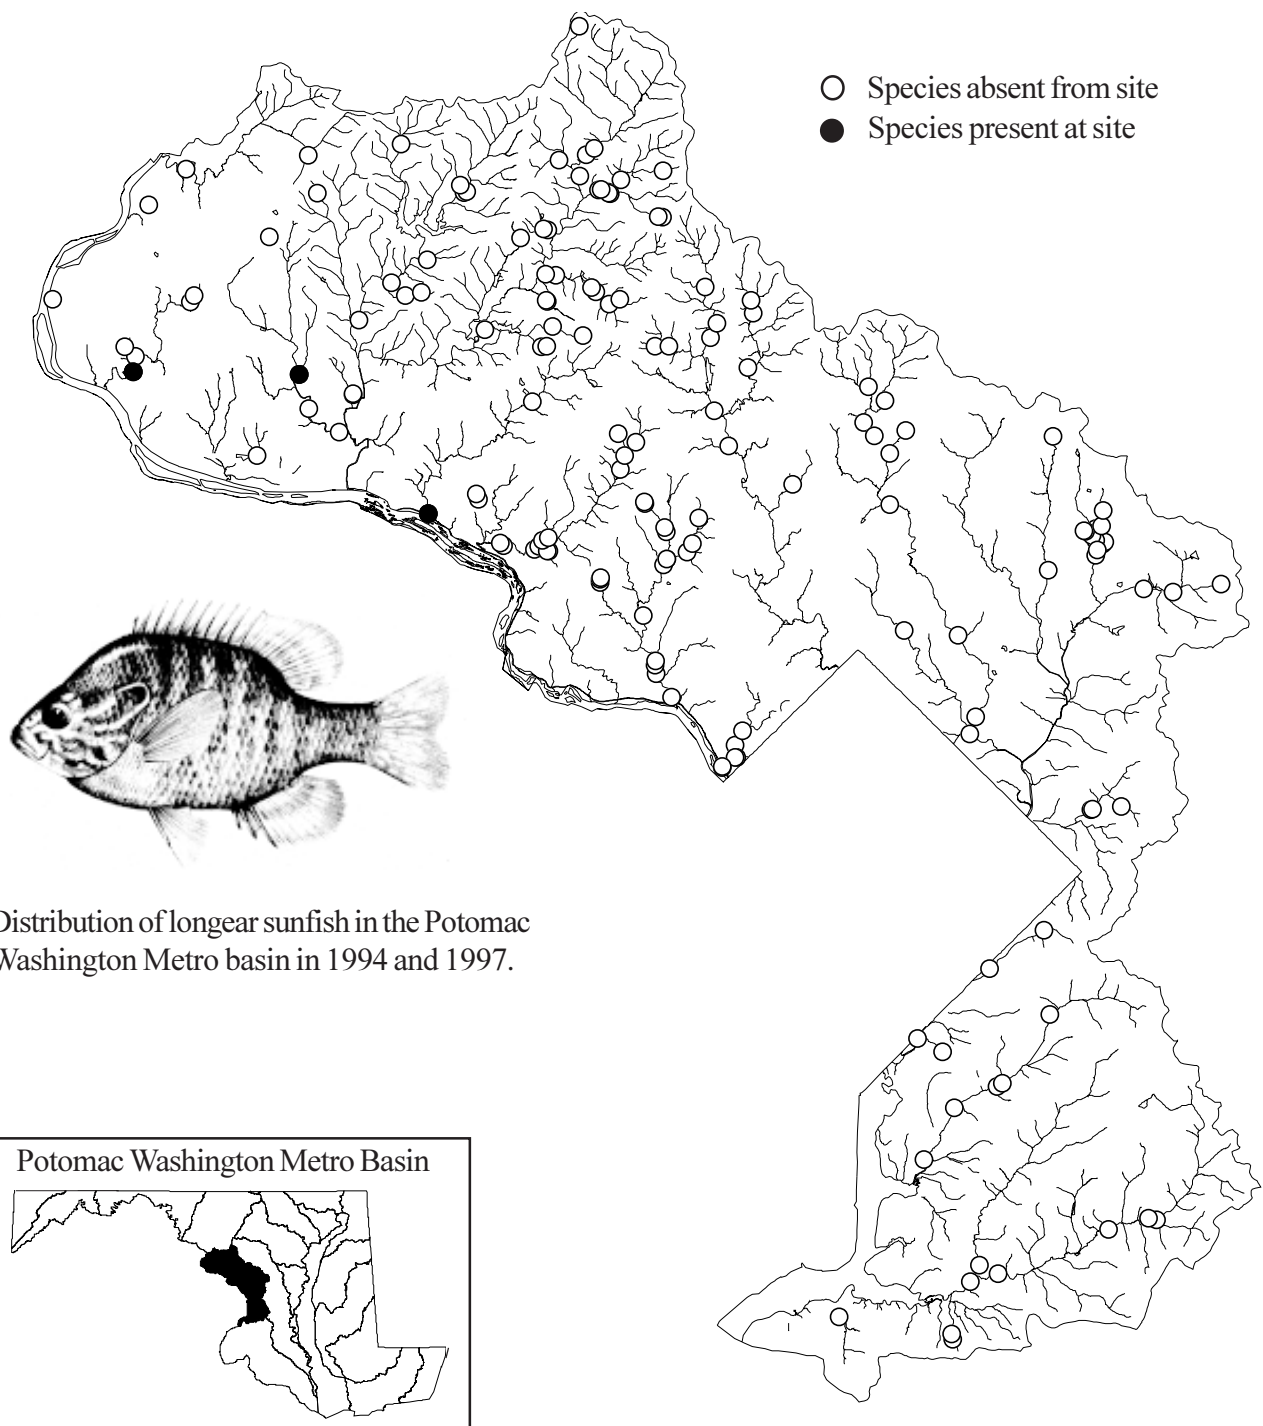 Species absent from site
Species present at site
Distribution of longear sunfish in the Potomac
Washington Metro basin in 1994 and 1997.
Potomac Washington Metro Basin